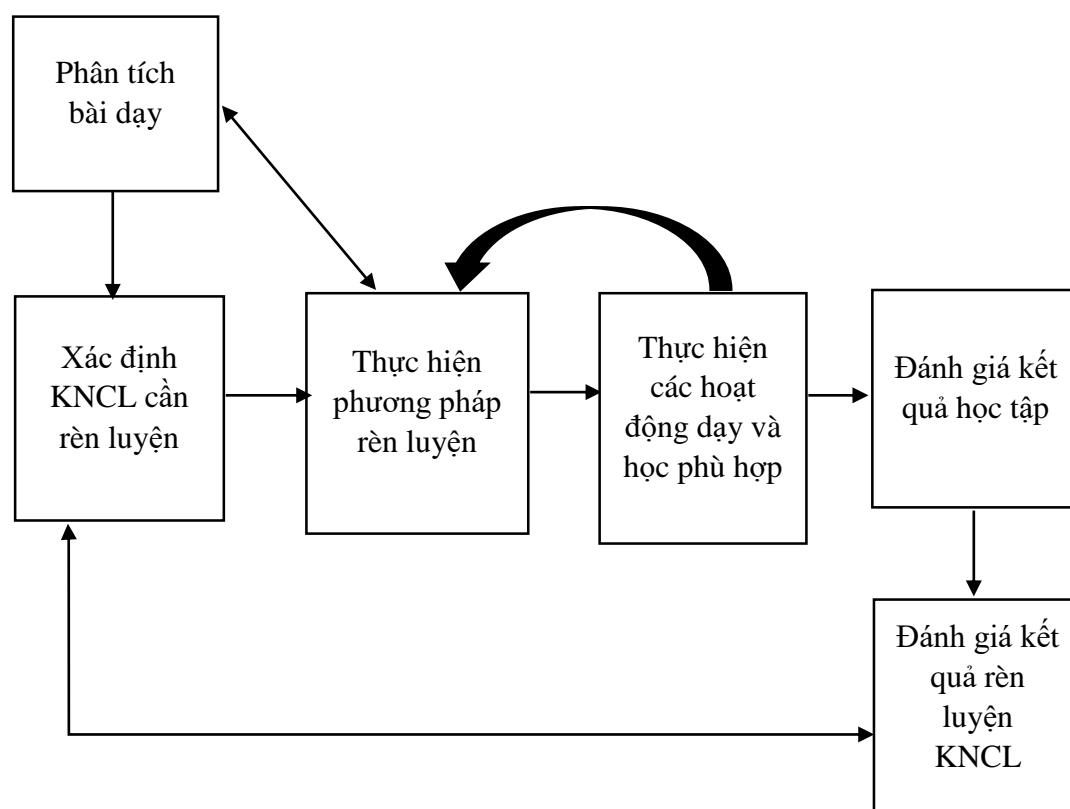 Phân tích
bài dạy
Xác định
KNCL cần
rèn luyện
Thực hiện
phương pháp
rèn luyện
Thực hiện
các hoạt
động dạy và
học phù hợp
Đánh giá kết
quả học tập
Đánh giá kết
quả rèn
luyện
KNCL